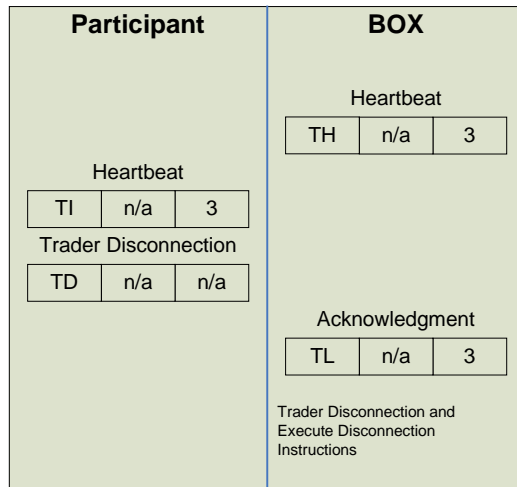 Participant
BOX
Heartbeat
TH n/a 3
Heartbeat
TI n/a 3
Trader Disconnection
TD n/a n/a
Acknowledgment
TL n/a 3
Trader Disconnection and
Execute Disconnection
Instructions